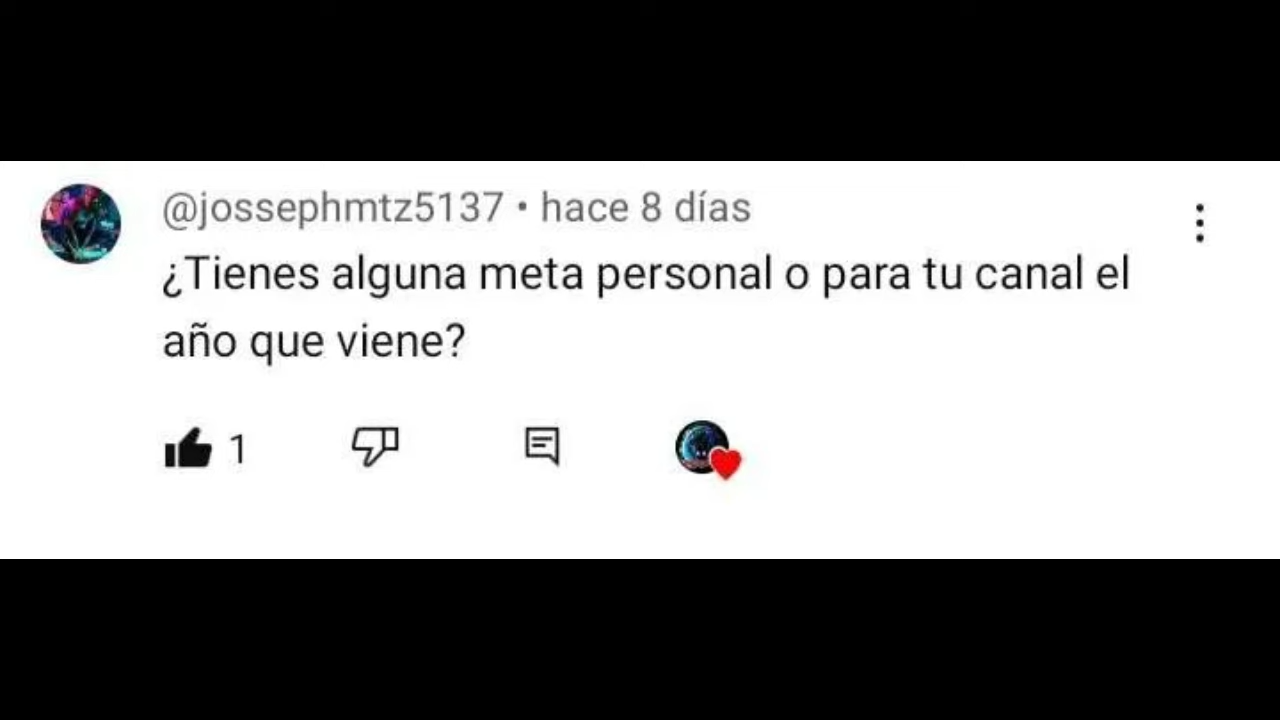 @jossephmtz5137 • hace 8 días
¿Tienes alguna meta personal o para tu canal el
año que viene?
1